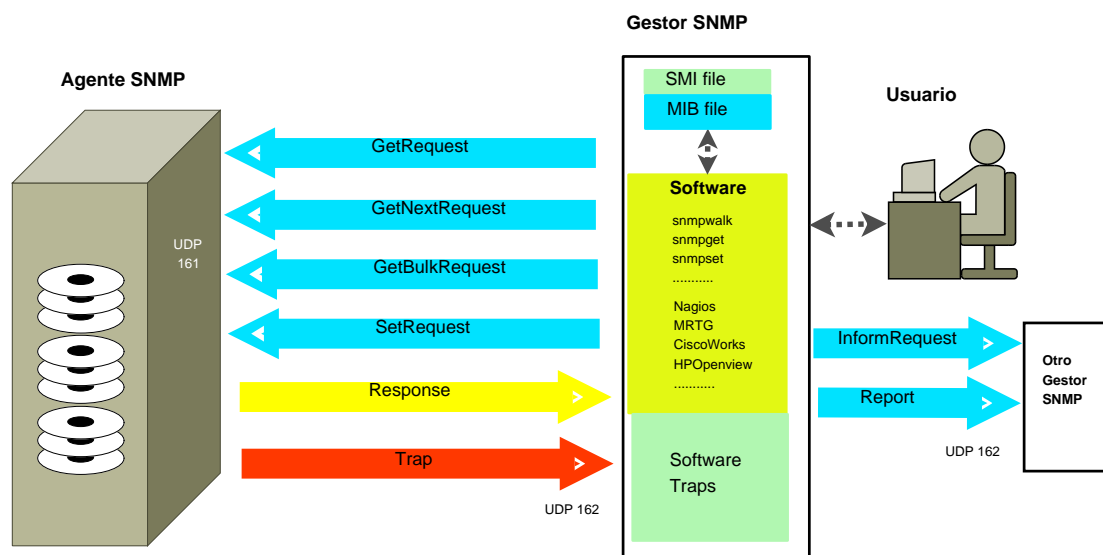 Gestor SNMP
Agente SNMP
SMI file
MIB file
Usuario
GetRequest
GetNextRequest
GetBulkRequest
SetRequest
Response
Trap
UDP
161
Software
snmpwalk
snmpget
snmpset
...........
Nagios
MRTG
CiscoWorks
HPOpenview
...........
Software
Traps
UDP 162
InformRequest
Report
UDP 162
Otro
Gestor
SNMP